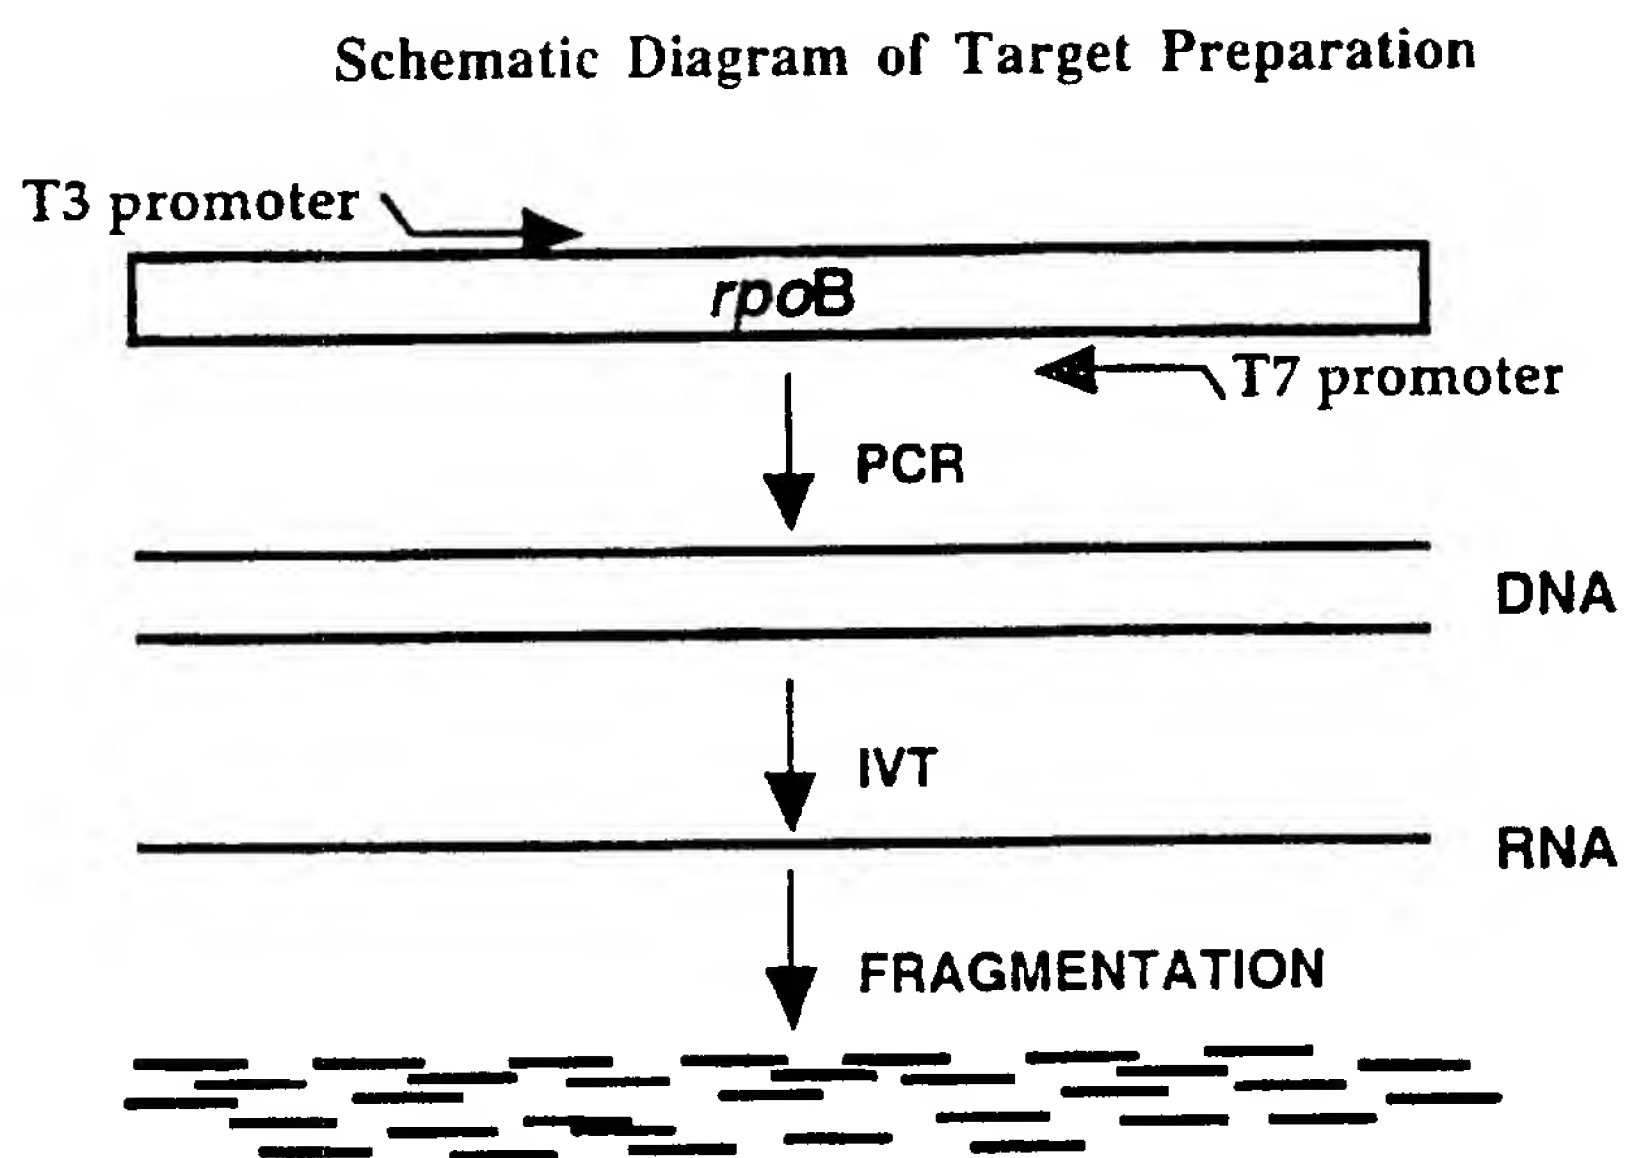 Schematic Diagram of Target Preparation
T3 promoter
rpoB
T7 promoter
PCR
DNA
IVT
RNA
FRAGMENTATION